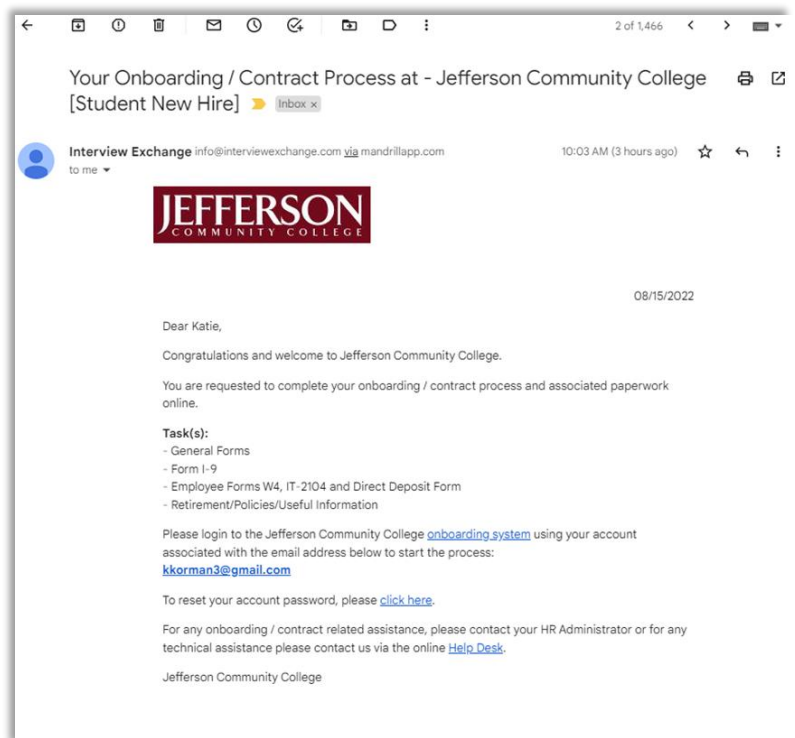 2 of 1,466
Your Onboarding / Contract Process at - Jefferson Community College
[Student New Hire] Inbox x
Interview Exchange info@interviewexchange.com via mandrillapp.com 10:03 AM (3 hours ago)
to me
JEFFERSON
COMMUNITY COLLEGE
08/15/2022
Dear Katie,
Congratulations and welcome to Jefferson Community College.
You are requested to complete your onboarding / contract process and associated paperwork
online.
Task(s):
- General Forms
- Form I-9
- Employee Forms W4, IT-2104 and Direct Deposit Form
- Retirement/Policies/Useful Information
Please login to the Jefferson Community College onboarding system using your account
associated with the email address below to start the process:
kkorman3@gmail.com
To reset your account password, please click here.
For any onboarding / contract related assistance, please contact your HR Administrator or for any
technical assistance please contact us via the online Help Desk.
Jefferson Community College